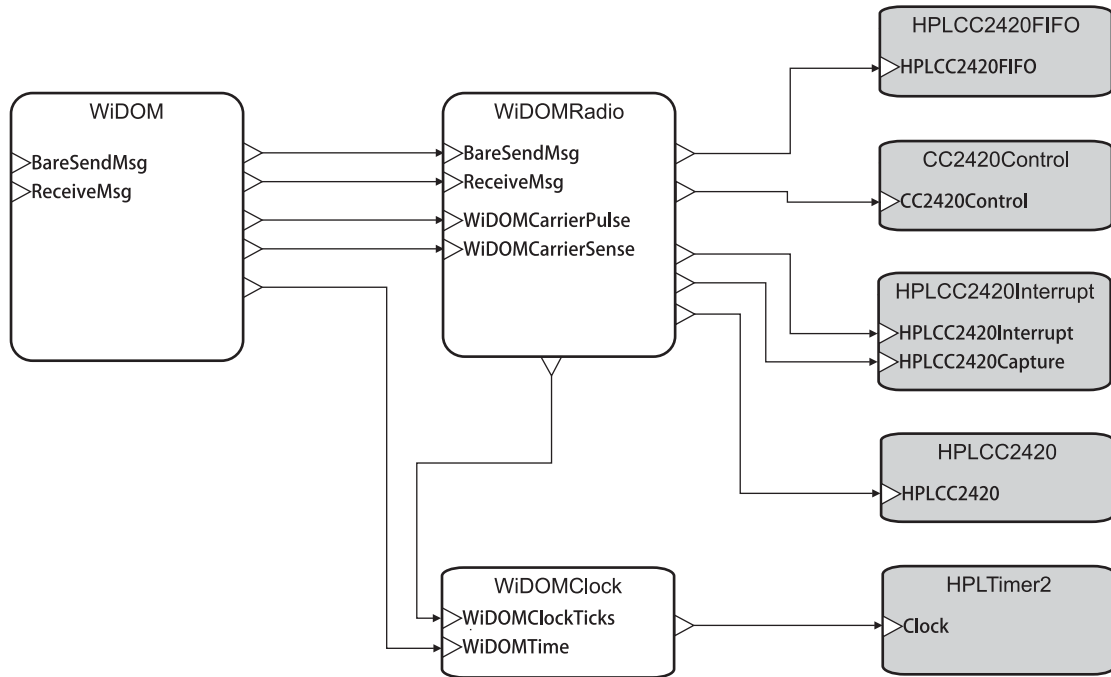 WiDOM
BareSendMsg
ReceiveMsg
WiDOMRadio
BareSendMsg
ReceiveMsg
WiDOMCarrierPulse
WiDOMCarrierSense
HPLCC2420FIFO
HPLCC2420FIFO
CC2420Control
CC2420Control
HPLCC2420Interrupt
HPLCC2420Interrupt
HPLCC2420Capture
HPLCC2420
HPLCC2420
WiDOMClock
WiDOMClockTicks
WiDOMTime
HPLTimer2
Clock